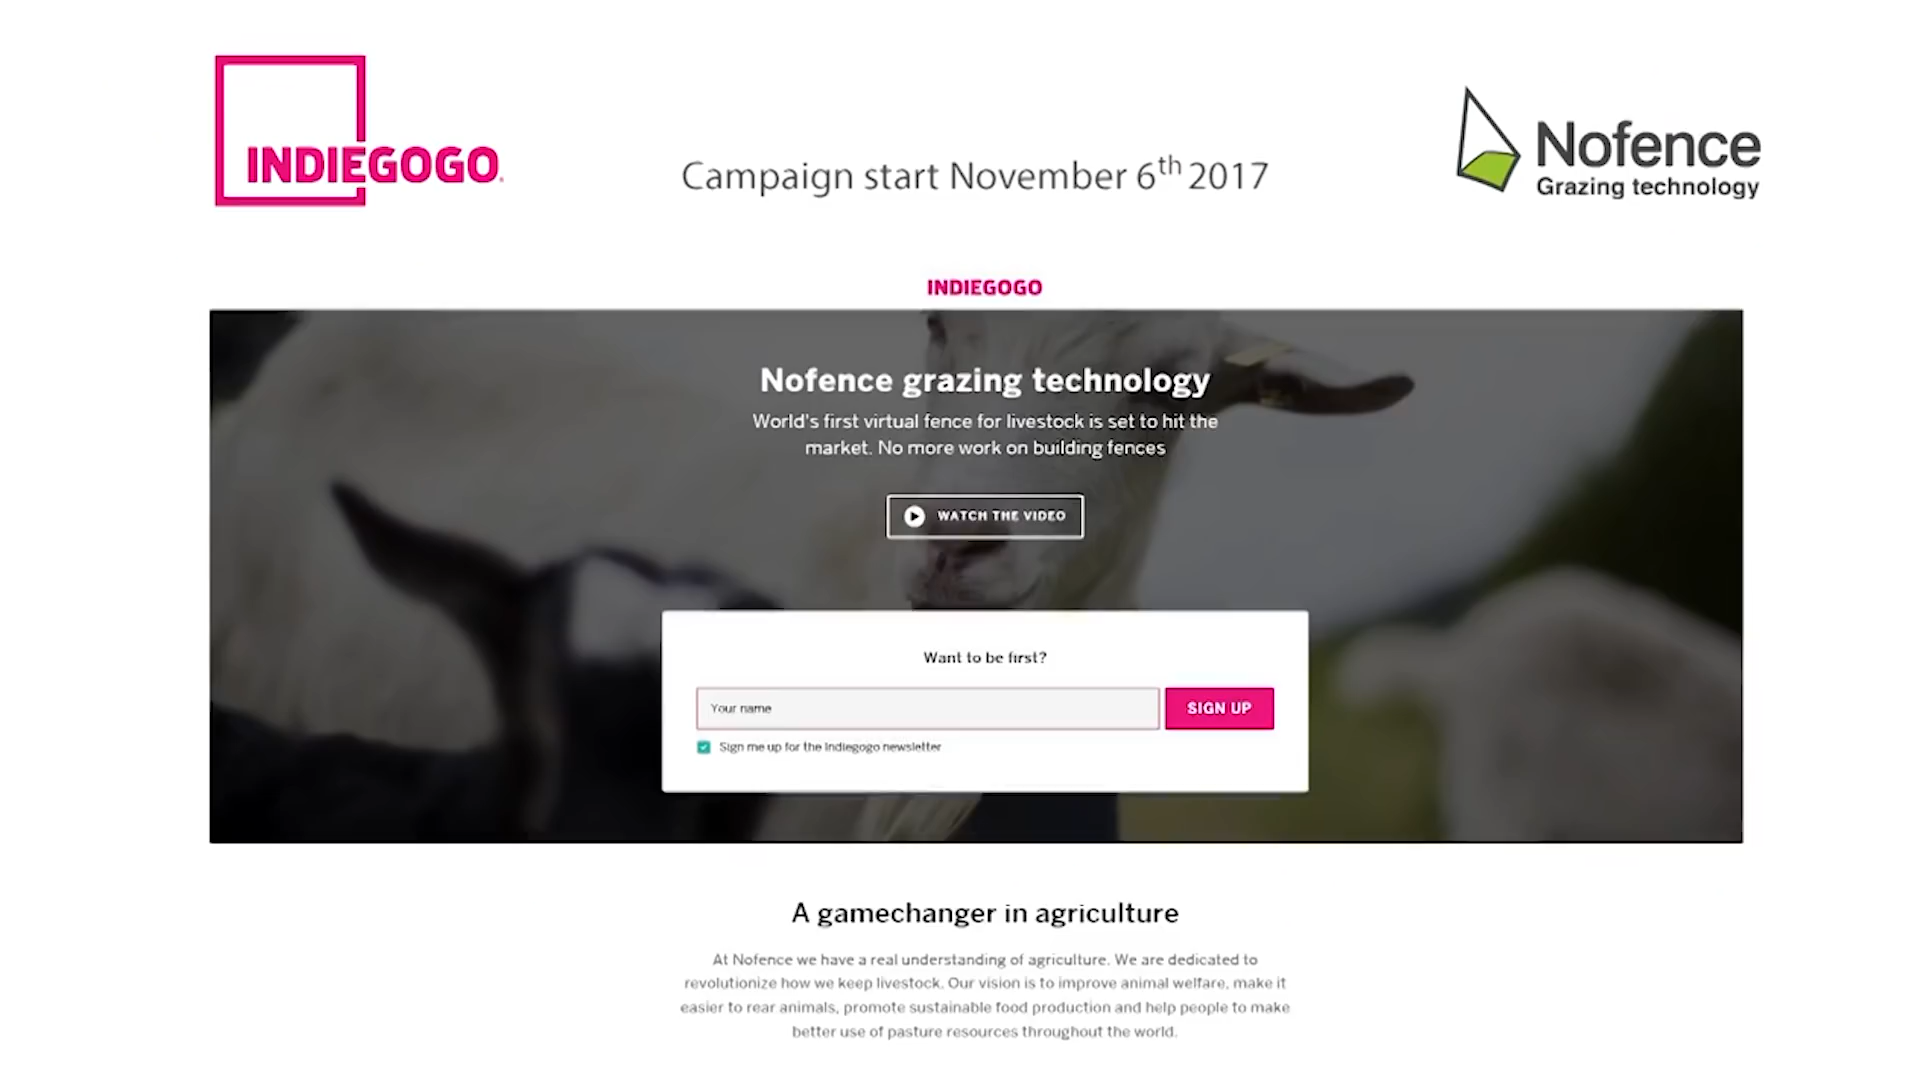 INDIEGOGO
Campaign start November 6th 2017
Nofence
Grazing technology
INDIEGOGO
Nofence grazing technology
World's first virtual fence for livestock is set to hit the
market. No more work on building fences
WATCH THE VIDEO
Want to be first?
Your name
SIGN UP
Sign me up for the Indiegogo newsletter
A gamechanger in agriculture
At Nofence we have a real understanding of agriculture. We are dedicated to
revolutionize how we keep livestock. Our vision is to improve animal welfare, make it
easier to rear animals, promote sustainable food production and help people to make
better use of pasture resources throughout the world.